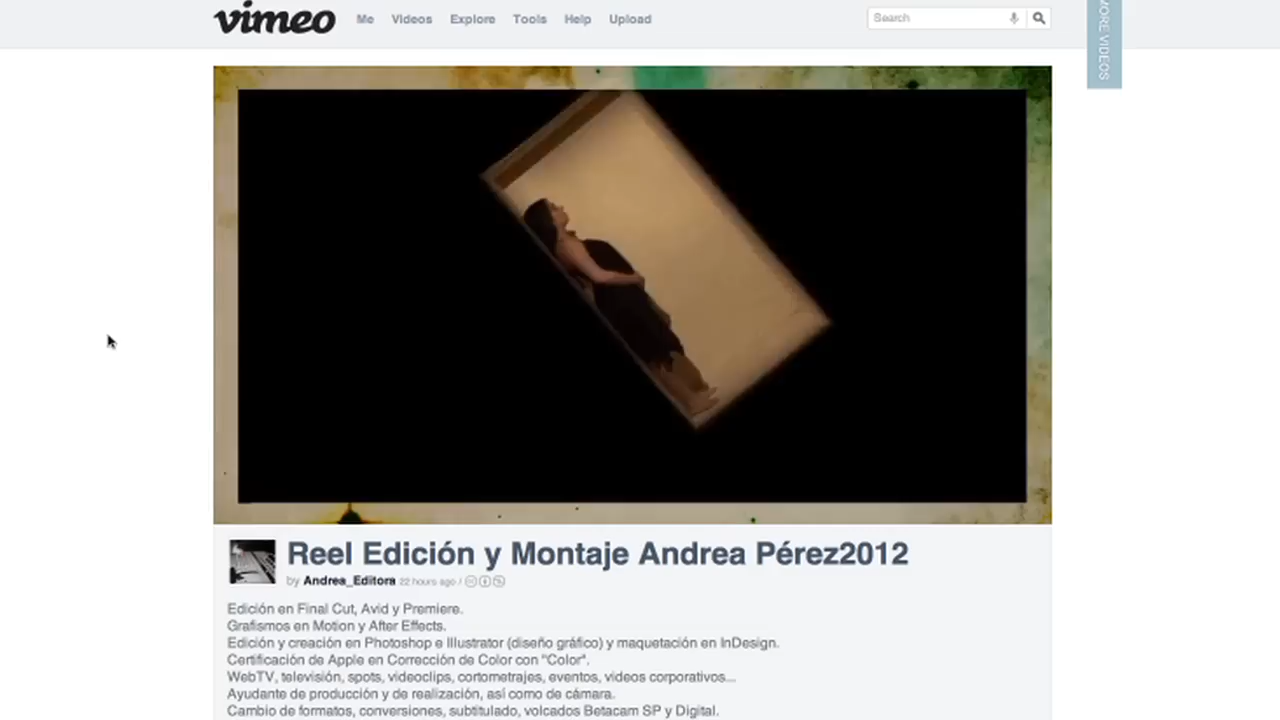 vimeo Me Videos Explore Tools Help Upload Search
MORE VIDEOS
Reel Edición y Montaje Andrea Pérez2012
by Andrea_Editora 22 hours ago /
Edición en Final Cut, Avid y Premiere.
Grafismos en Motion y After Effects.
Edición y creación en Photoshop e Illustrator (diseño gráfico) y maquetación en InDesign.
Certificación de Apple en Corrección de Color con "Color".
WebTV, televisión, spots, videoclips, cortometrajes, eventos, videos corporativos...
Ayudante de producción y de realización, así como de cámara.
Cambio de formatos, conversiones, subtitulado, volcados Betacam SP y Digital.